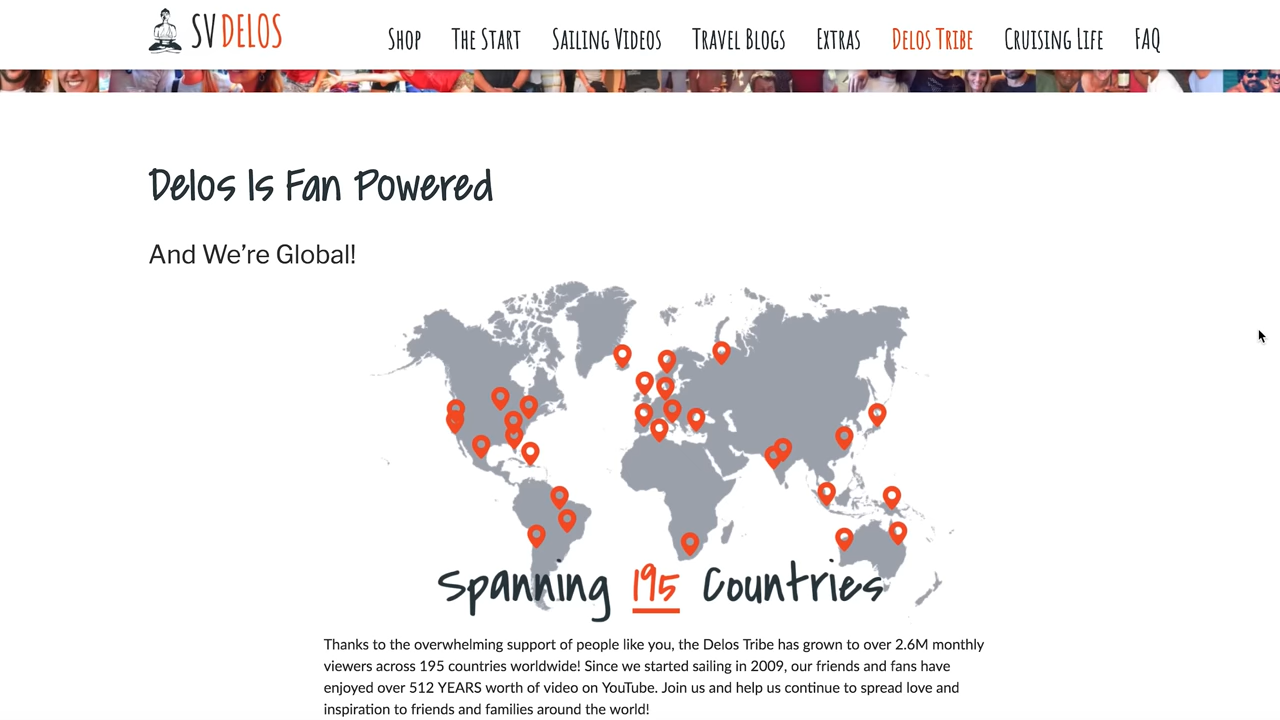 SV DELOS
Shop The Start Sailing Videos Travel Blogs Extras Delos Tribe Cruising Life FAQ
Delos Is Fan Powered
And We’re Global!
Spanning 195 Countries
Thanks to the overwhelming support of people like you, the Delos Tribe has grown to over 2.6M monthly
viewers across 195 countries worldwide! Since we started sailing in 2009, our friends and fans have
enjoyed over 512 YEARS worth of video on YouTube. Join us and help us continue to spread love and
inspiration to friends and families around the world!